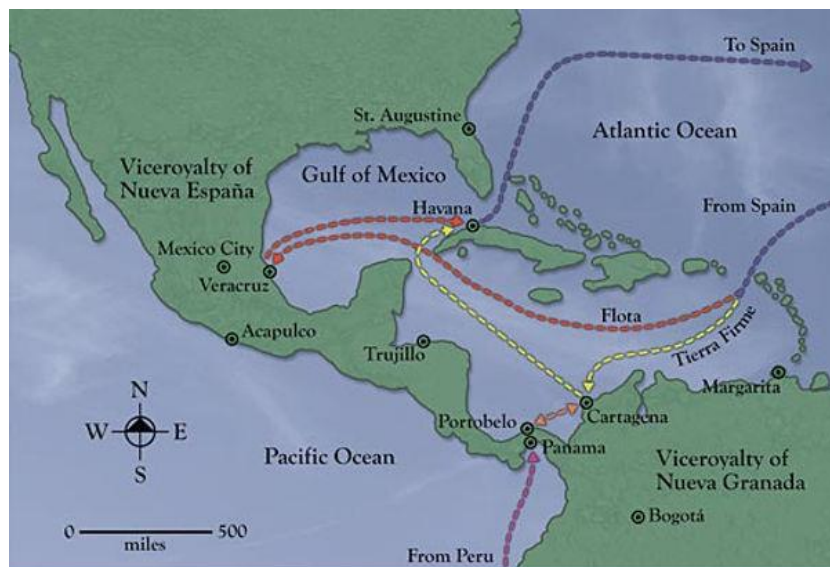 To Spain
St. Augustine
Atlantic Ocean
Viceroyalty of
Nueva España
Gulf of Mexico
Havana
From Spain
Mexico City
Veracruz
Flota
Acapulco
Trujillo
Tierra Firme
Margarita
N
W E
S
Portobelo
Cartagena
Panama
Pacific Ocean
Viceroyalty of
Nueva Granada
Bogotá
0 500
miles
From Peru